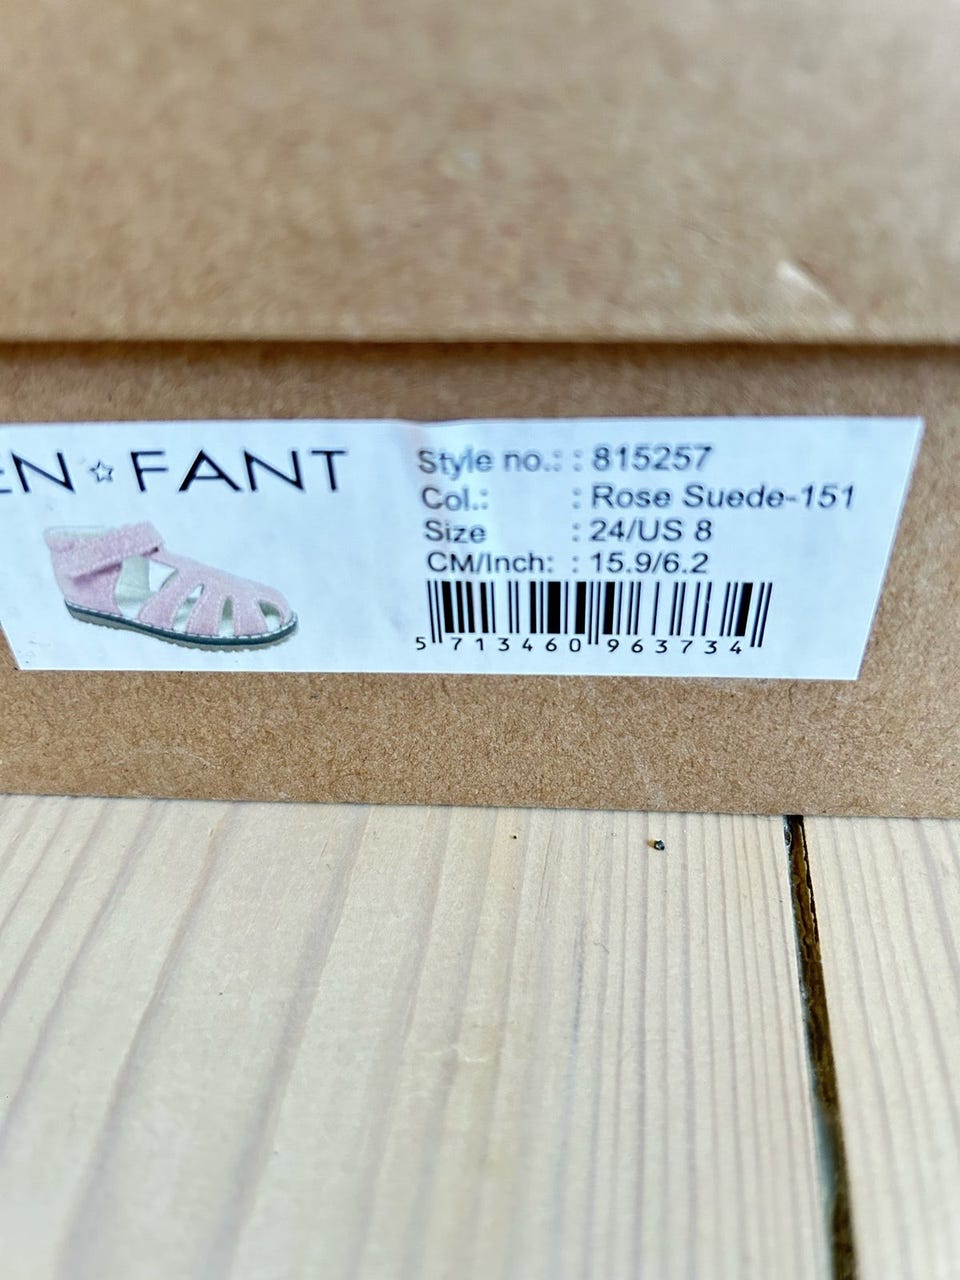 EN☆FANT
Style no.: : 815257
Col.: : Rose Suede-151
Size : 24/US 8
CM/Inch: : 15.9/6.2
5 713460 963734